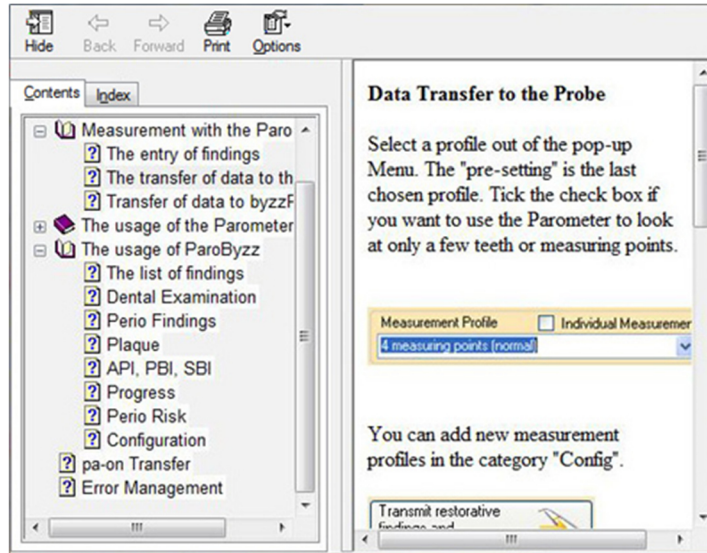 Hide Back Forward Print Options
Contents Index
Measurement with the Paro
The entry of findings
The transfer of data to th
Transfer of data to byzzF
The usage of the Parometer
The usage of ParoByzz
The list of findings
Dental Examination
Perio Findings
Plaque
API, PBI, SBI
Progress
Perio Risk
Configuration
pa-on Transfer
Error Management
Data Transfer to the Probe
Select a profile out of the pop-up
Menu. The "pre-setting" is the last
chosen profile. Tick the check box if
you want to use the Parometer to look
at only a few teeth or measuring points.
Measurement Profile Individual Measuremer
4 measuring points (normal)
You can add new measurement
profiles in the category "Config".
Transmit restorative
findings and